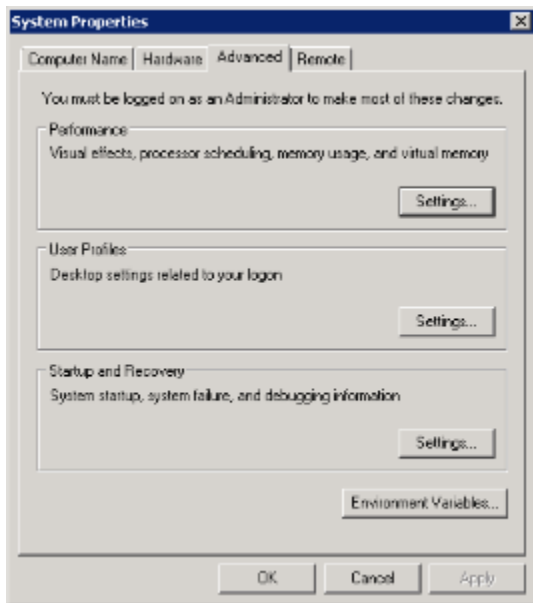 System Properties
Computer Name Hardware Advanced Remote
You must be logged on as an Administrator to make most of these changes.
Performance
Visual effects, processor scheduling, memory usage, and virtual memory
Settings...
User Profiles
Desktop settings related to your logon
Settings...
Startup and Recovery
System startup, system failure, and debugging information
Settings...
Environment Variables...
OK Cancel Apply